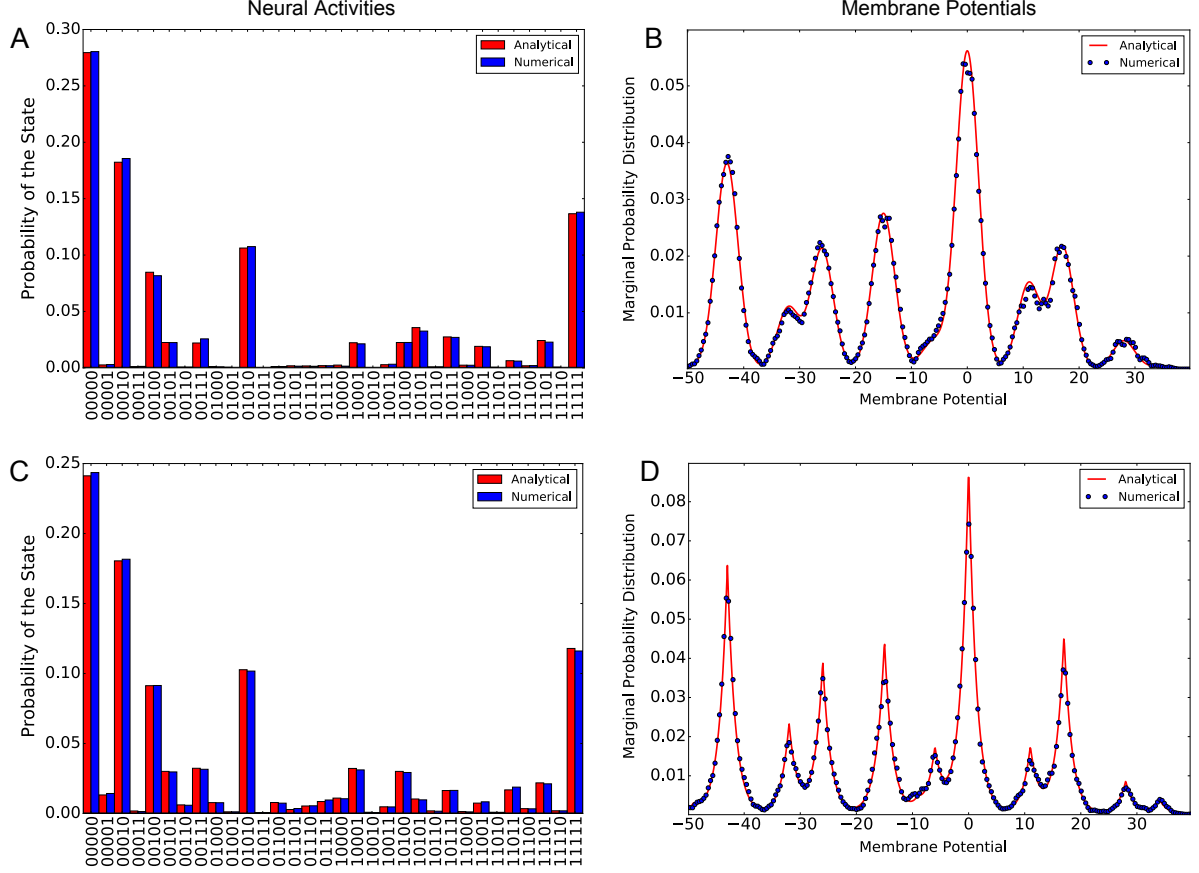 Neural Activities
Membrane Potentials
A
0.30
0.25
0.20
0.15
0.10
0.05
0.00
Probability of the State
Analytical
Numerical
00000 00001 00010 00011 00100 00101 00110 00111 01000 01001 01010 01011 01100 01101 01110 01111 10000 10001 10010 10011 10100 10101 10110 10111 11000 11001 11010 11011 11100 11101 11110 11111
B
0.05
0.04
0.03
0.02
0.01
Marginal Probability Distribution
Analytical
Numerical
−50 −40 −30 −20 −10 0 10 20 30
Membrane Potential
C
0.25
0.20
0.15
0.10
0.05
0.00
Probability of the State
Analytical
Numerical
00000 00001 00010 00011 00100 00101 00110 00111 01000 01001 01010 01011 01100 01101 01110 01111 10000 10001 10010 10011 10100 10101 10110 10111 11000 11001 11010 11011 11100 11101 11110 11111
D
0.08
0.07
0.06
0.05
0.04
0.03
0.02
0.01
Marginal Probability Distribution
Analytical
Numerical
−50 −40 −30 −20 −10 0 10 20 30
Membrane Potential